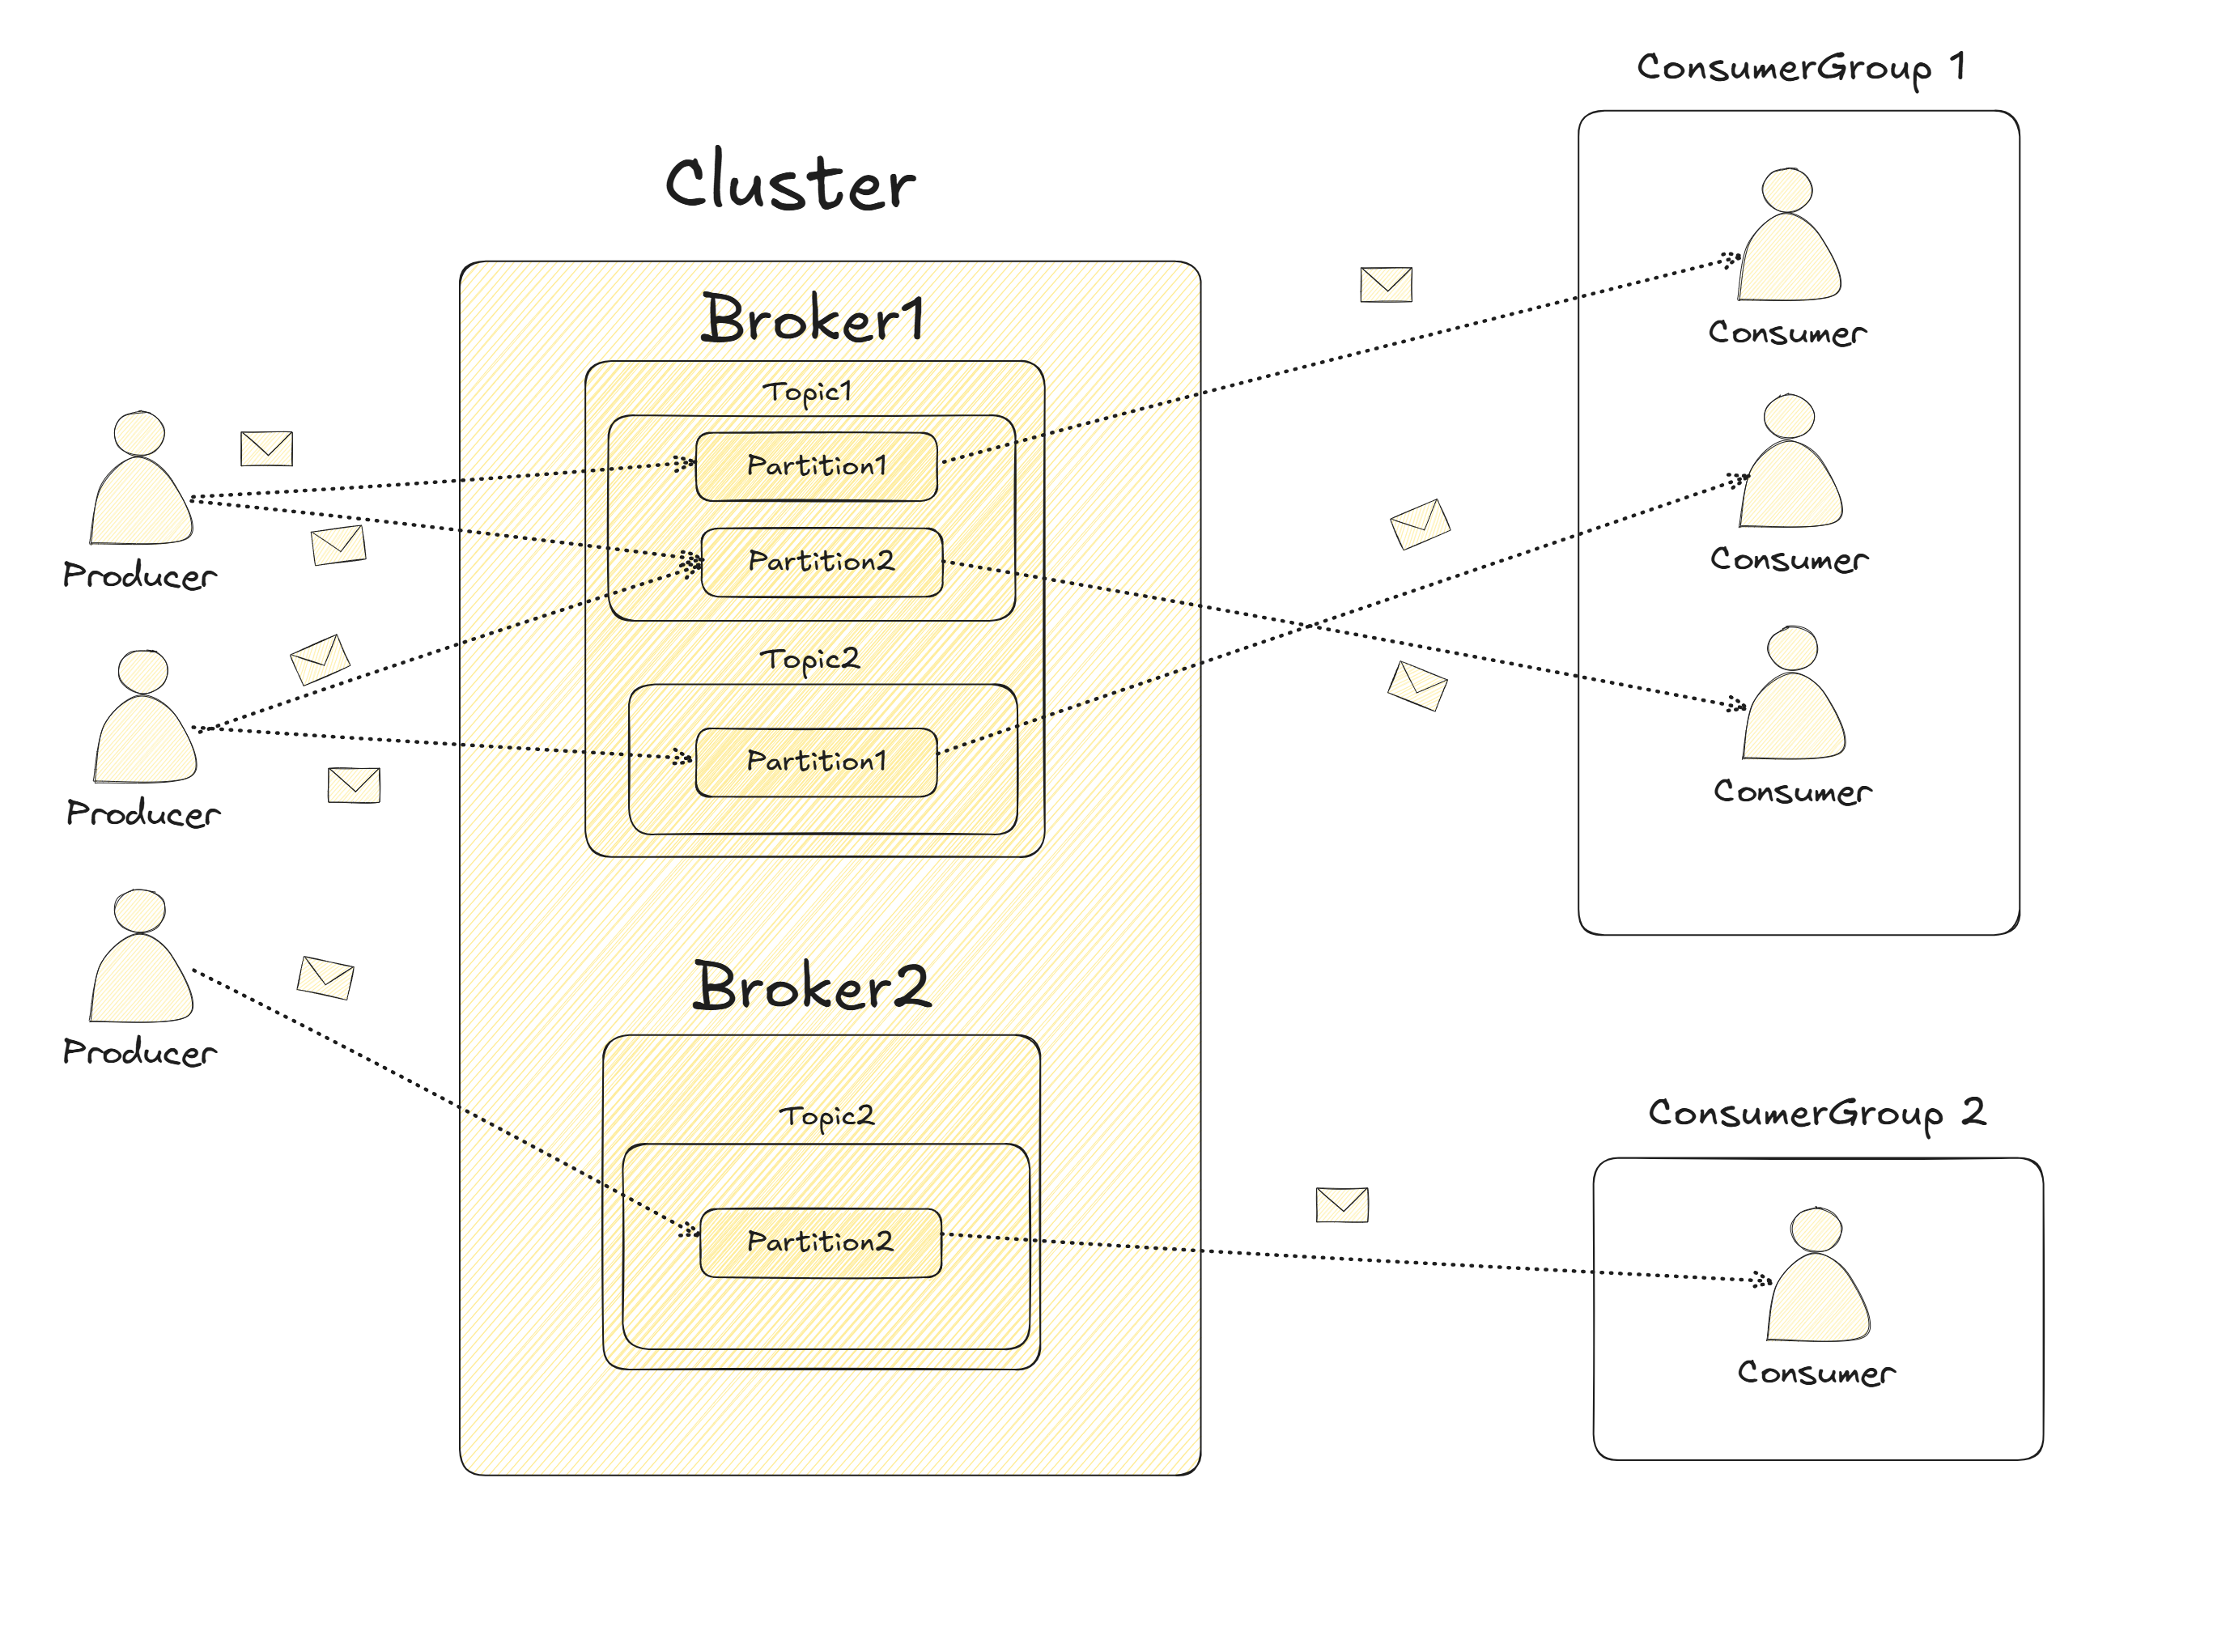 ConsumerGroup 1
Cluster
Broker1
Topic1
Partition1
Partition2
Topic2
Partition1
Broker2
Topic2
Partition2
Producer
Producer
Producer
Consumer
Consumer
Consumer
ConsumerGroup 2
Consumer